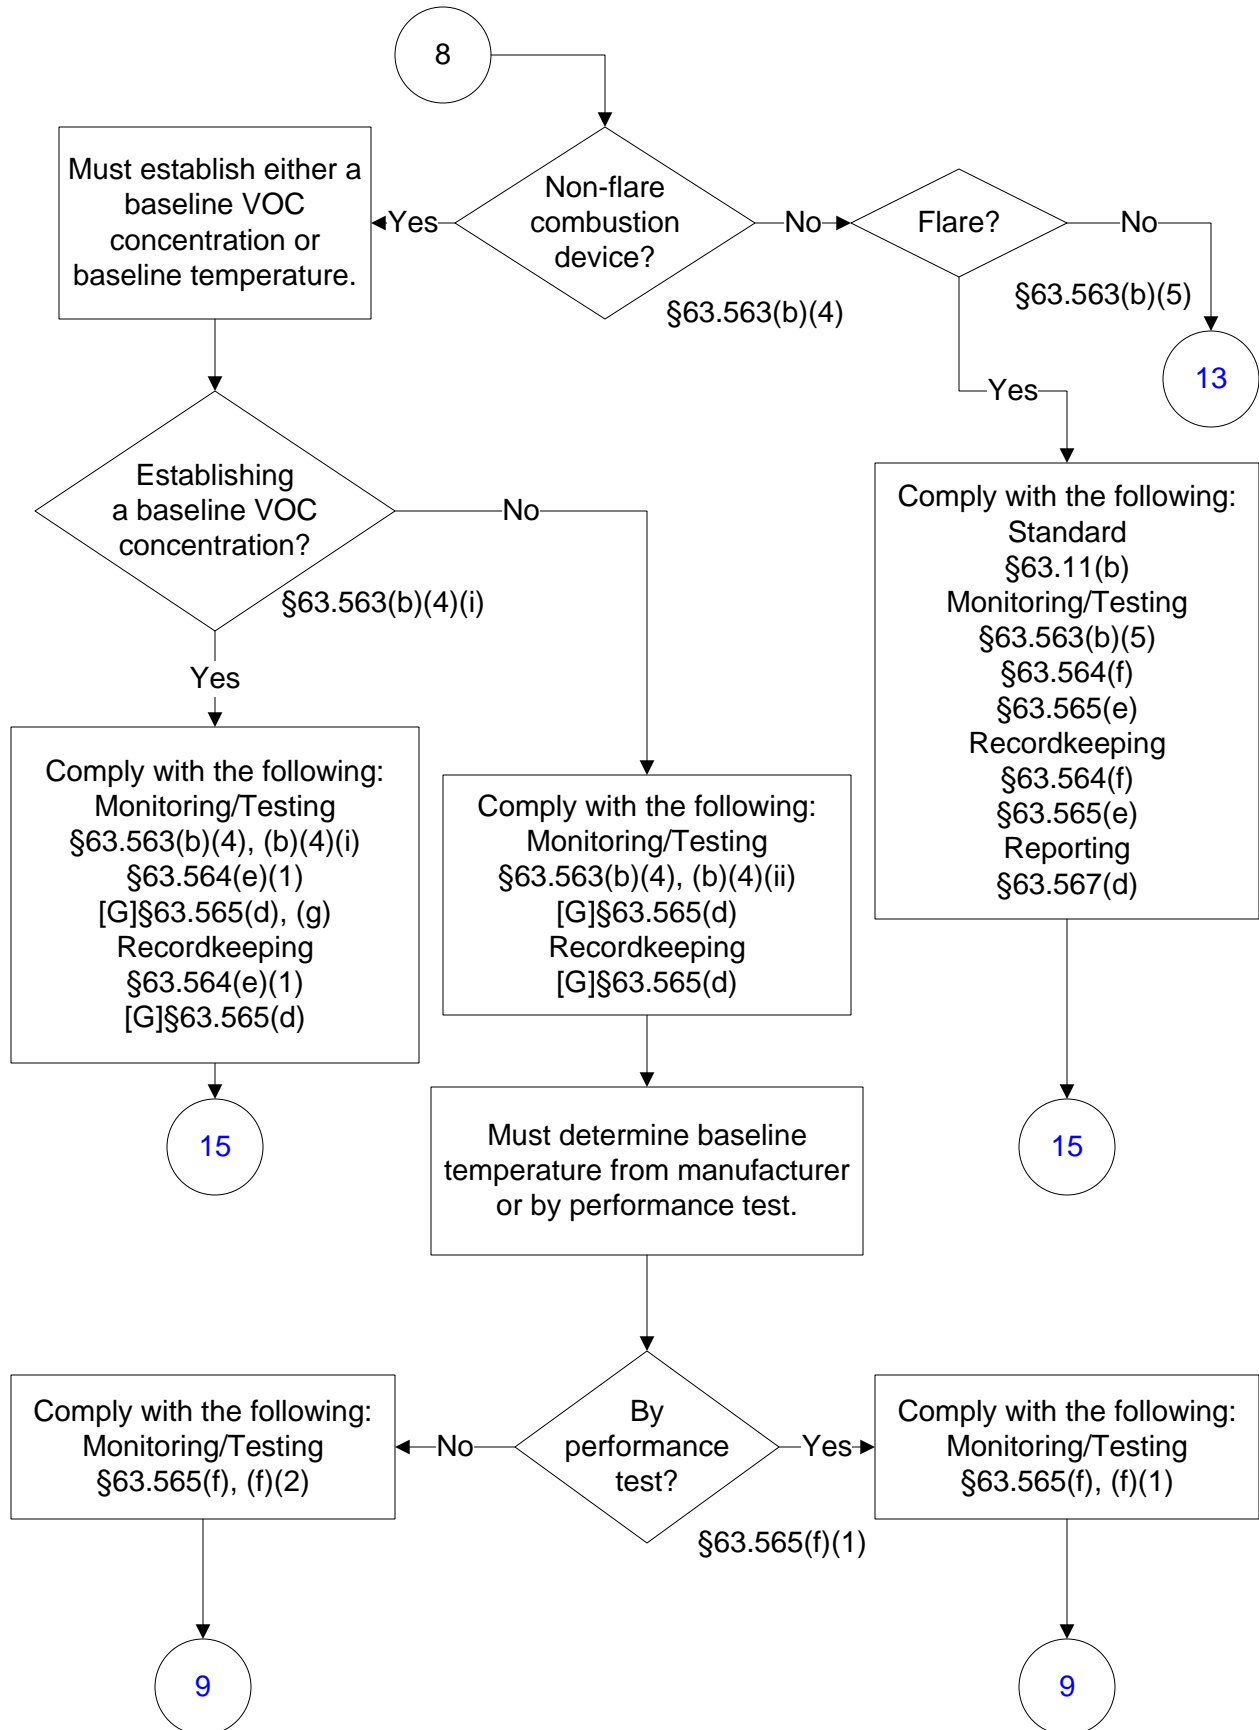 8
Must establish either a
baseline VOC
concentration or
baseline temperature.
Yes
Non-flare
combustion
device?
No
Flare?
No
§63.563(b)(4)
§63.563(b)(5)
13
Yes
Establishing
a baseline VOC
concentration?
No
§63.563(b)(4)(i)
Yes
Comply with the following:
Standard
§63.11(b)
Monitoring/Testing
§63.563(b)(5)
§63.564(f)
§63.565(e)
Recordkeeping
§63.564(f)
§63.565(e)
Reporting
§63.567(d)
Comply with the following:
Monitoring/Testing
§63.563(b)(4), (b)(4)(i)
§63.564(e)(1)
[G]§63.565(d), (g)
Recordkeeping
§63.564(e)(1)
[G]§63.565(d)
Comply with the following:
Monitoring/Testing
§63.563(b)(4), (b)(4)(ii)
[G]§63.565(d)
Recordkeeping
[G]§63.565(d)
15
Must determine baseline
temperature from manufacturer
or by performance test.
15
Comply with the following:
Monitoring/Testing
§63.565(f), (f)(2)
No
By
performance
test?
Yes
Comply with the following:
Monitoring/Testing
§63.565(f), (f)(1)
§63.565(f)(1)
9
9